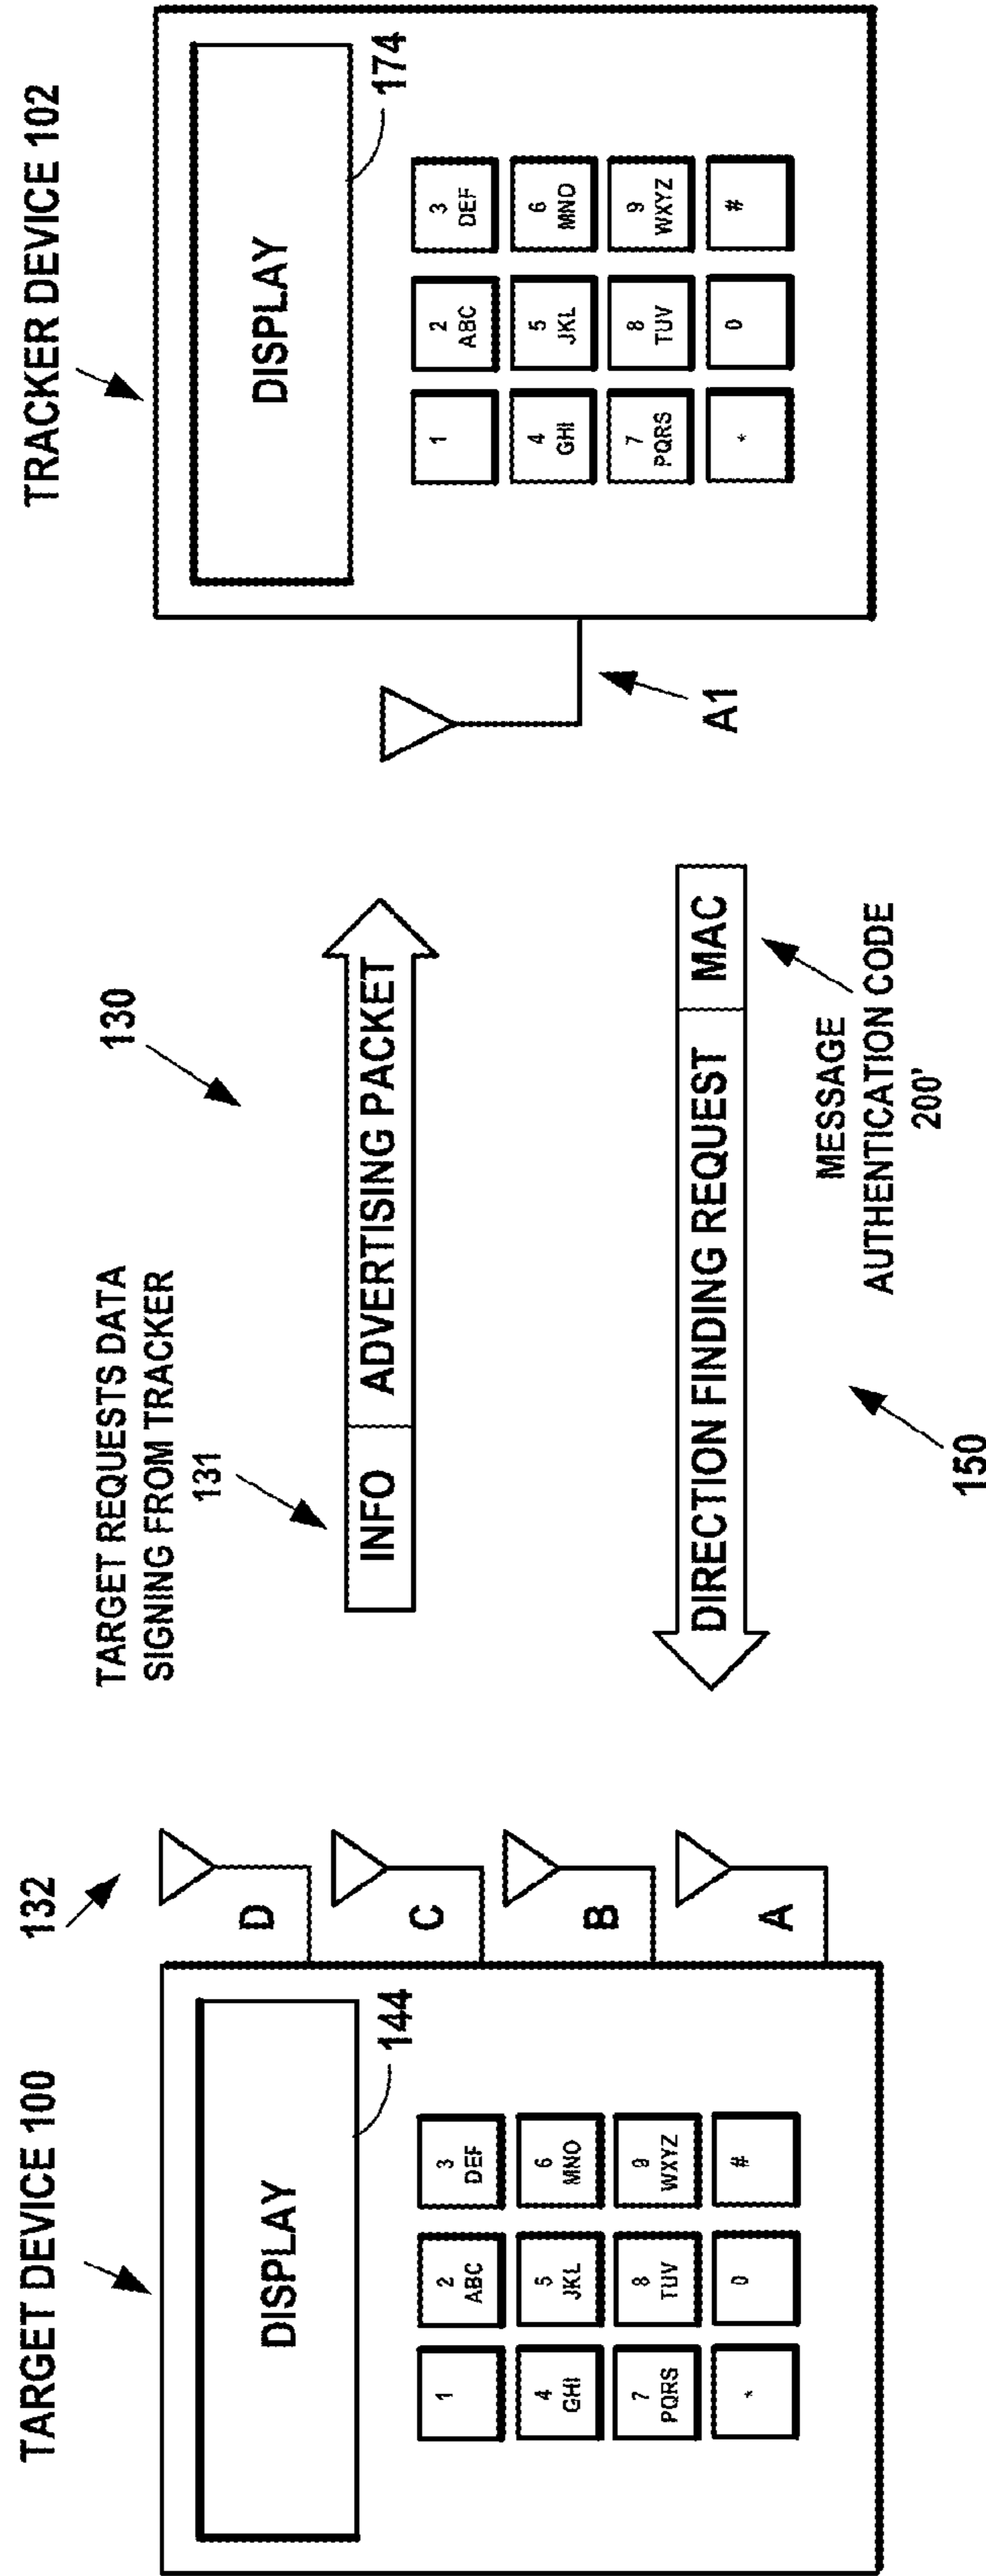 TARGET DEVICE 100
132
DISPLAY
144
1
2
ABC
3
DEF
4
GHI
5
JKL
6
MNO
7
PQRS
8
TUV
9
WXYZ
*
0
#
D
C
B
A
TARGET REQUESTS DATA
SIGNING FROM TRACKER
131
130
INFO
ADVERTISING PACKET
DIRECTION FINDING REQUEST
MAC
150
MESSAGE
AUTHENTICATION CODE
200'
TRACKER DEVICE 102
A1
DISPLAY
174
1
2
ABC
3
DEF
4
GHI
5
JKL
6
MNO
7
PQRS
8
TUV
9
WXYZ
*
0
#